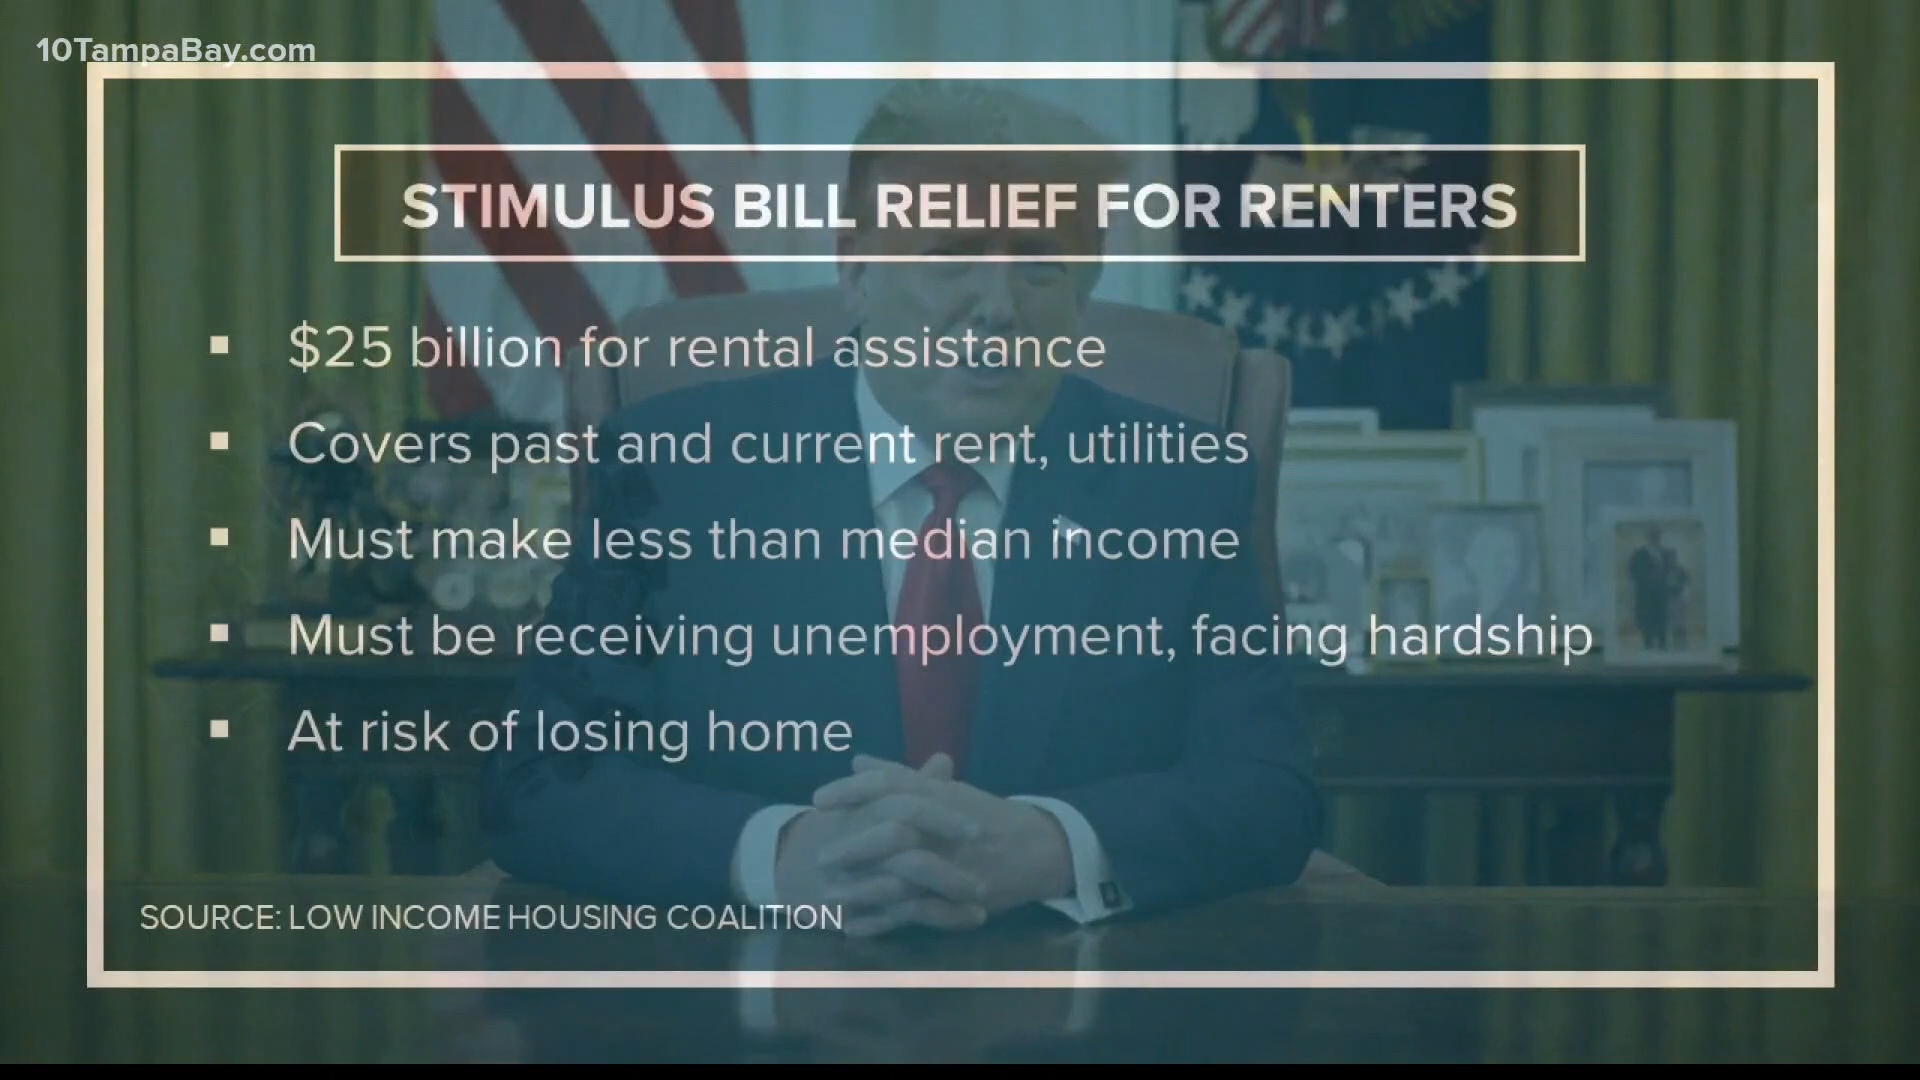 10TampaBay.com
STIMULUS BILL RELIEF FOR RENTERS
▪ $25 billion for rental assistance
▪ Covers past and current rent, utilities
▪ Must make less than median income
▪ Must be receiving unemployment, facing hardship
▪ At risk of losing home
SOURCE: LOW INCOME HOUSING COALITION